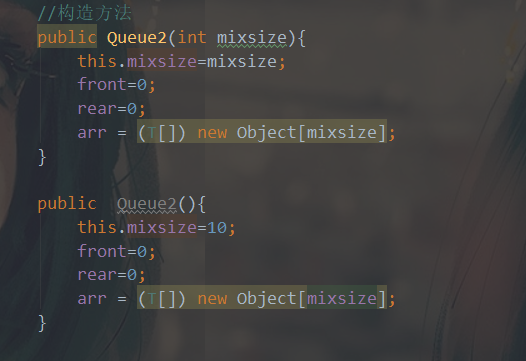 //构造方法
public Queue2(int mixsize){
this.mixsize=mixsize;
front=0;
rear=0;
arr = (T[]) new Object[mixsize];
}
public Queue2(){
this.mixsize=10;
front=0;
rear=0;
arr = (T[]) new Object[mixsize];
}